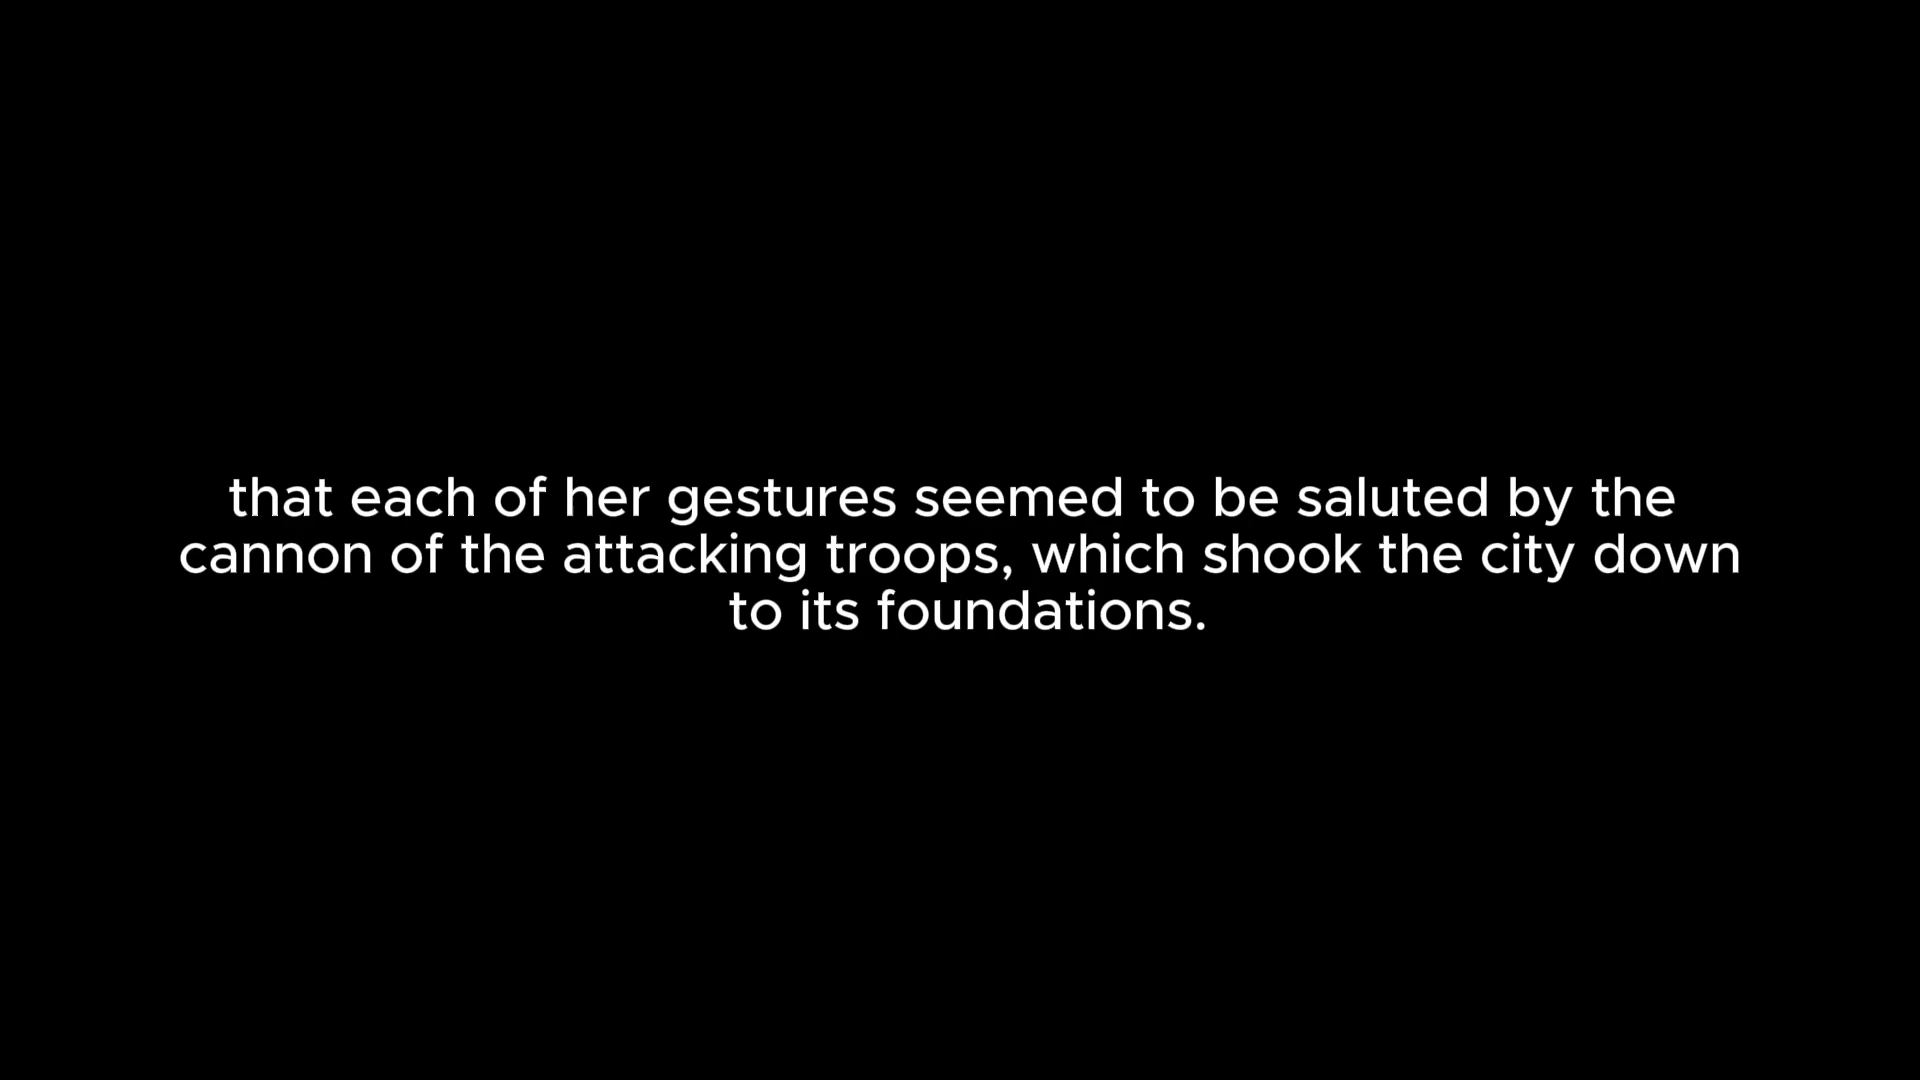 that each of her gestures seemed to be saluted by the
cannon of the attacking troops, which shook the city down
to its foundations.